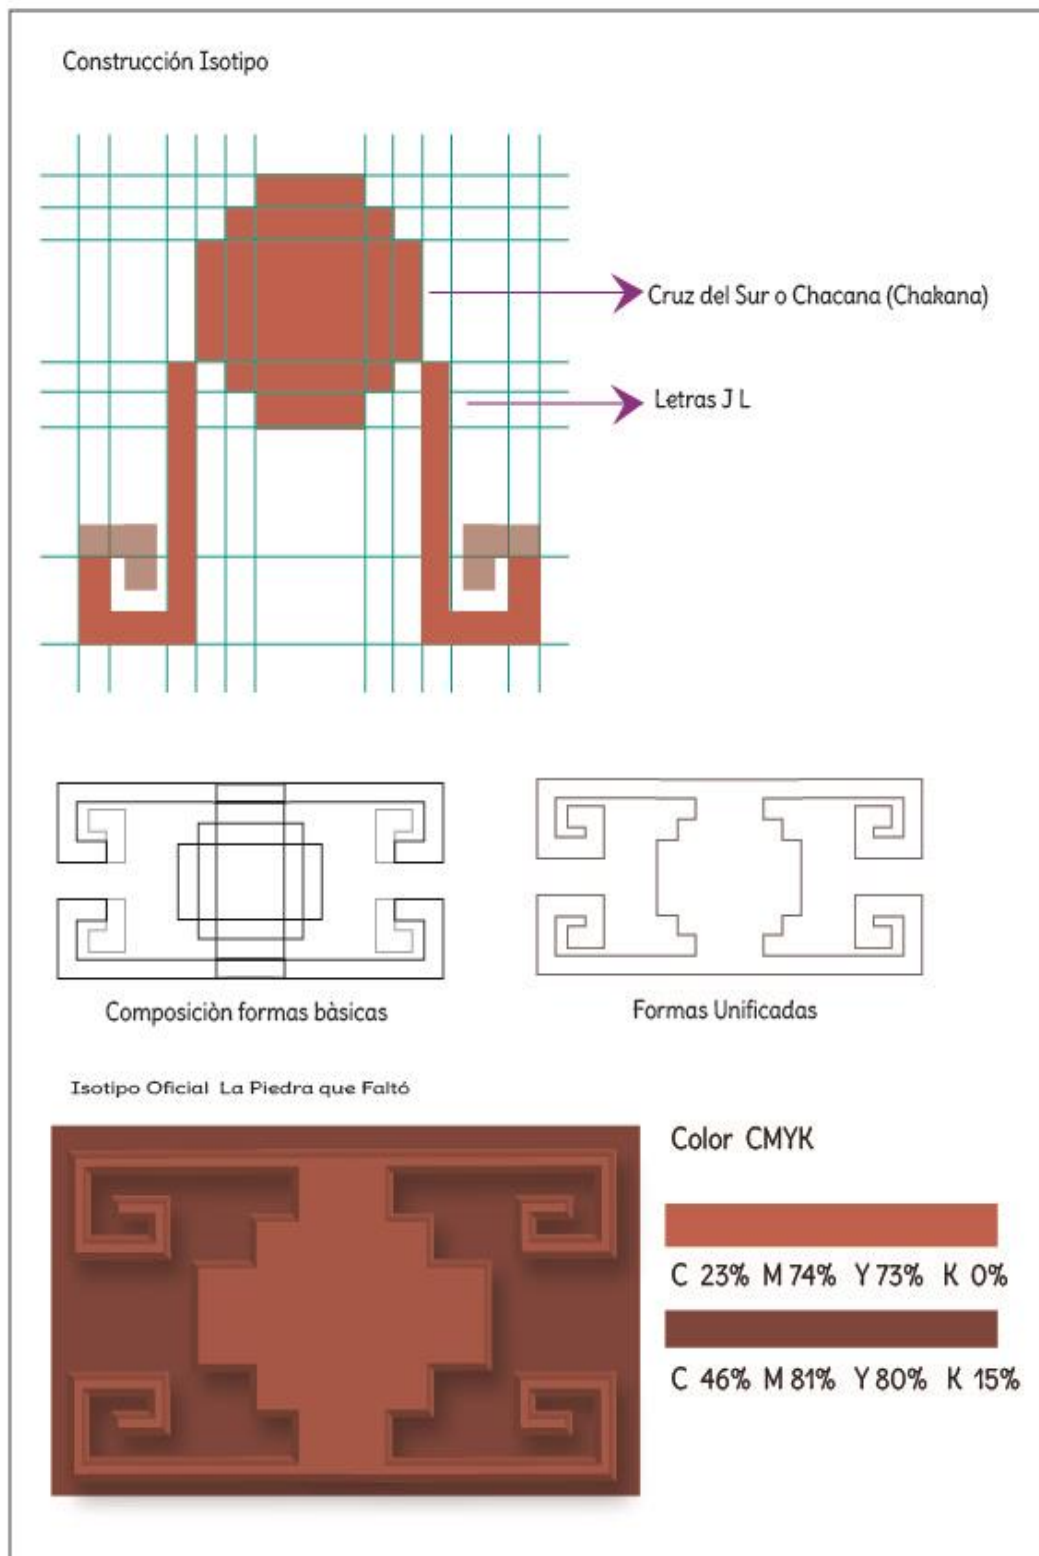 Construcción Isotipo
Cruz del Sur o Chacana (Chakana)
Letras J L
Composiciòn formas bàsicas
Formas Unificadas
Isotipo Oficial La Piedra que Faltó
Color CMYK
C 23% M 74% Y 73% K 0%
C 46% M 81% Y 80% K 15%